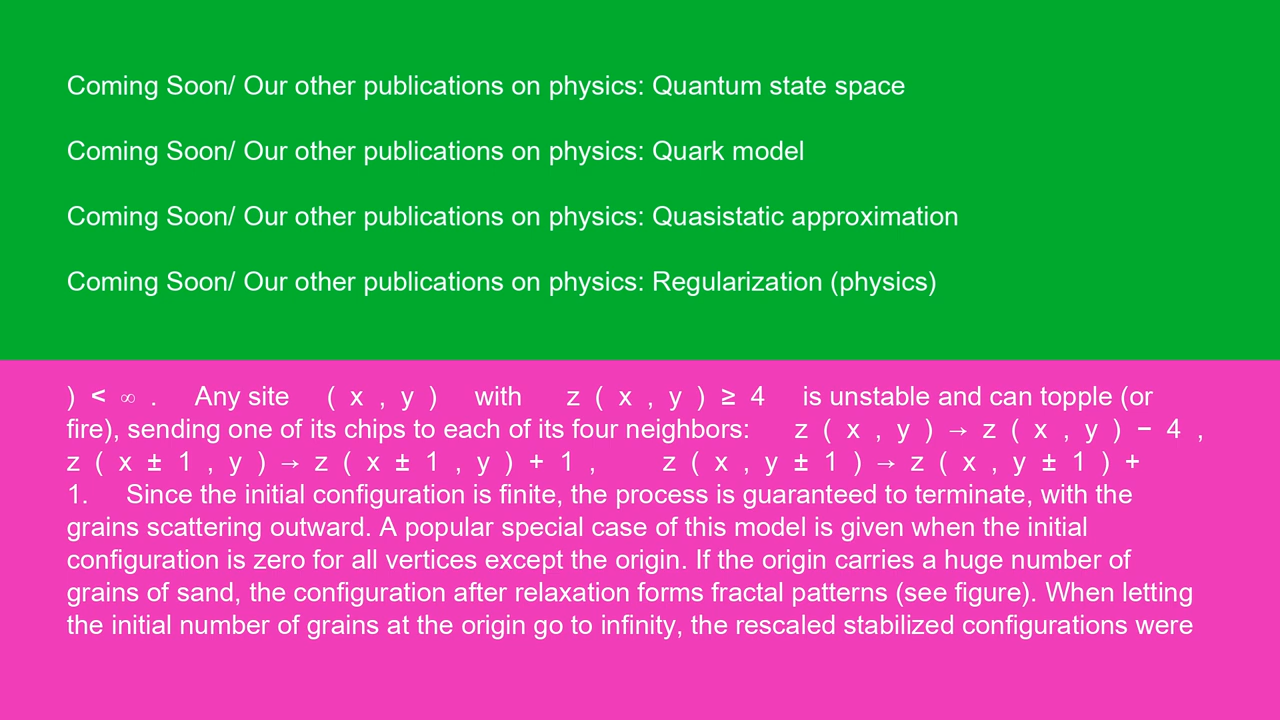 Coming Soon/ Our other publications on physics: Quantum state space
Coming Soon/ Our other publications on physics: Quark model
Coming Soon/ Our other publications on physics: Quasistatic approximation
Coming Soon/ Our other publications on physics: Regularization (physics)
) < ∞ . Any site ( x , y ) with z ( x , y ) ≥ 4 is unstable and can topple (or
fire), sending one of its chips to each of its four neighbors: z ( x , y ) → z ( x , y ) − 4 ,
z ( x ± 1 , y ) → z ( x ± 1 , y ) + 1 , z ( x , y ± 1 ) → z ( x , y ± 1 ) +
1. Since the initial configuration is finite, the process is guaranteed to terminate, with the
grains scattering outward. A popular special case of this model is given when the initial
configuration is zero for all vertices except the origin. If the origin carries a huge number of
grains of sand, the configuration after relaxation forms fractal patterns (see figure). When letting
the initial number of grains at the origin go to infinity, the rescaled stabilized configurations were